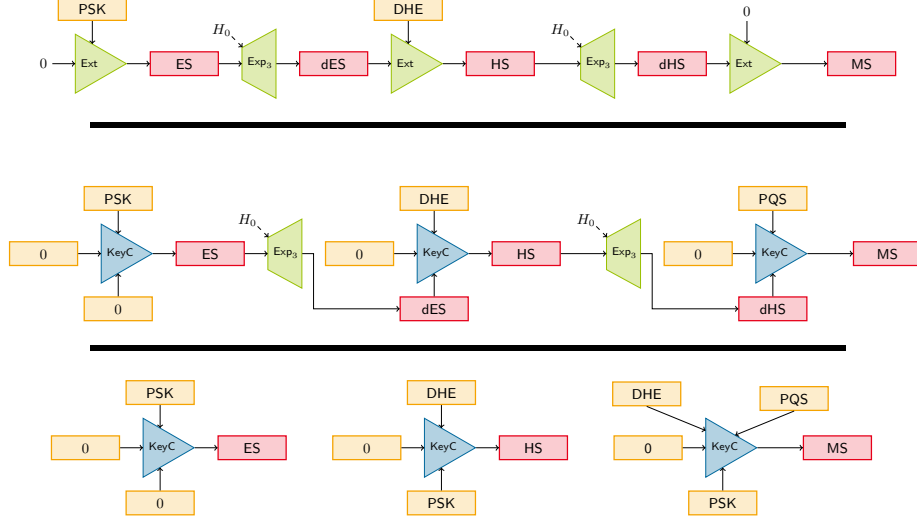 PSK DHE 0
H₀ H₀
0 Ext ES Exp₃ dES Ext HS Exp₃ dHS Ext MS
PSK DHE PQS
H₀ H₀
0 KeyC ES Exp₃ 0 KeyC HS Exp₃ 0 KeyC MS
0 dES dHS
PSK DHE DHE PQS
0 KeyC ES 0 KeyC HS 0 KeyC MS
0 PSK PSK